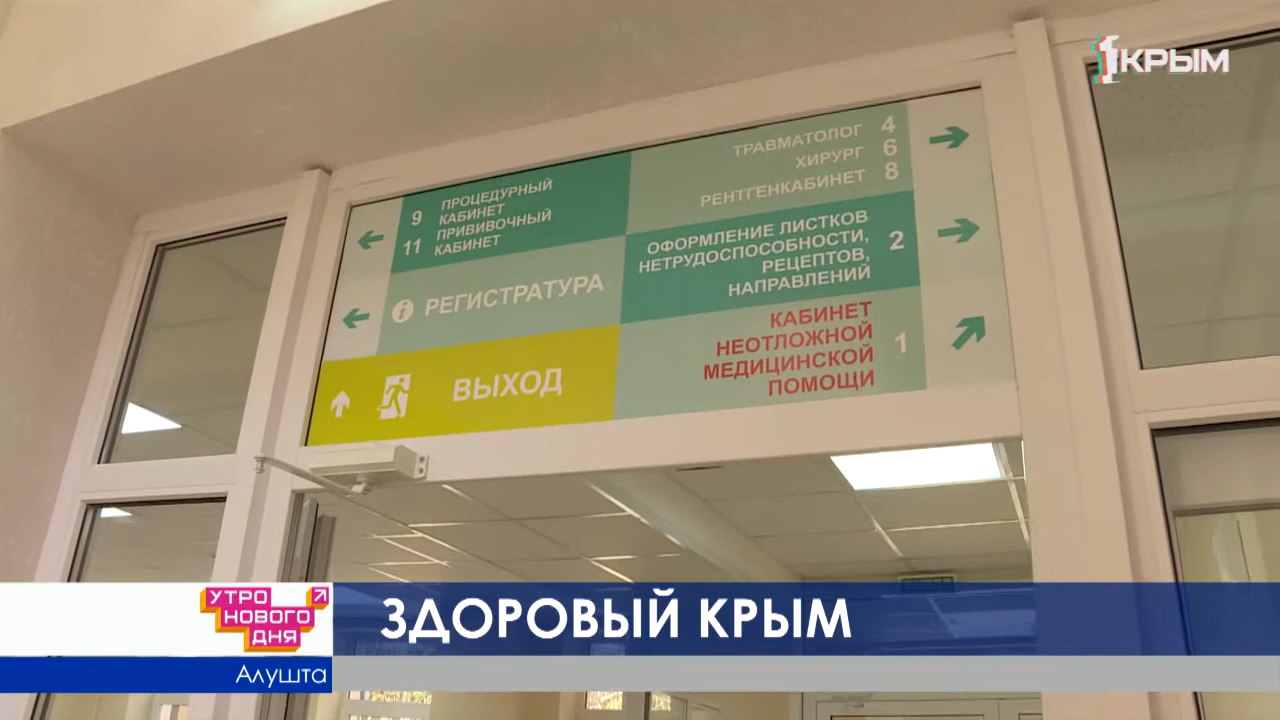 1КРЫМ
9 ПРОЦЕДУРНЫЙ
КАБИНЕТ
11 ПРИВИВОЧНЫЙ
КАБИНЕТ
i РЕГИСТРАТУРА
ВЫХОД
ТРАВМАТОЛОГ 4
ХИРУРГ 6
РЕНТГЕНКАБИНЕТ 8
ОФОРМЛЕНИЕ ЛИСТКОВ
НЕТРУДОСПОСОБНОСТИ, 2
РЕЦЕПТОВ,
НАПРАВЛЕНИЙ
КАБИНЕТ
НЕОТЛОЖНОЙ 1
МЕДИЦИНСКОЙ
ПОМОЩИ
УТРО
НОВОГО
ДНЯ
ЗДОРОВЫЙ КРЫМ
Алушта